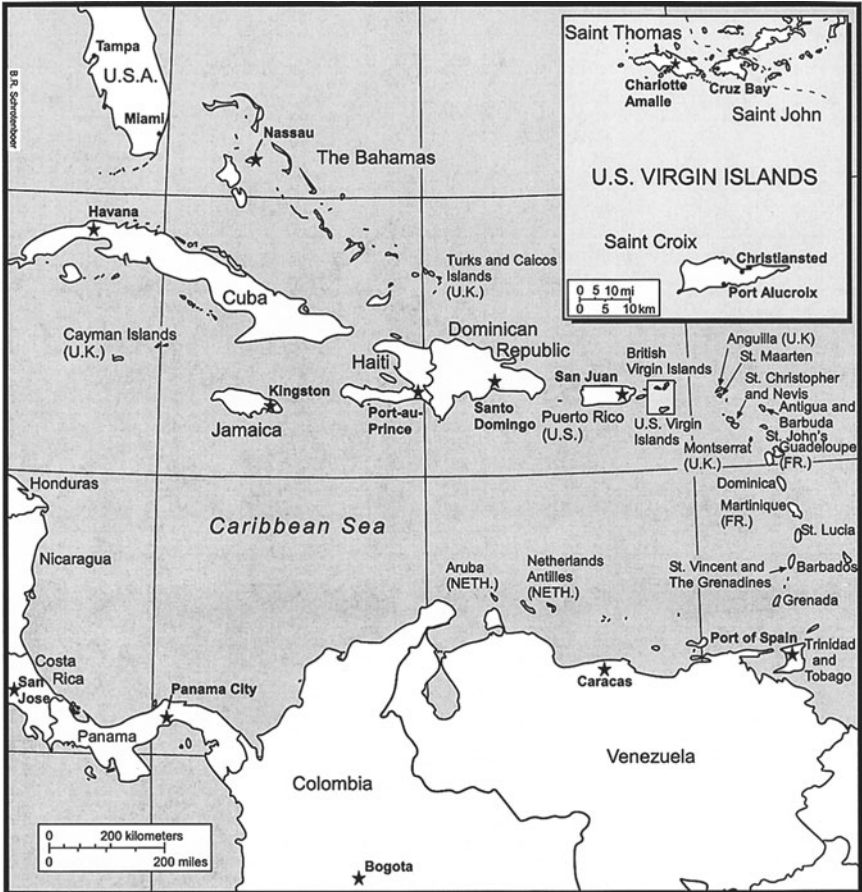 Tampa
U.S.A.
Miami
B.R. Schrotenboer
Nassau
The Bahamas
Havana
Cuba
Turks and Caicos
Islands
(U.K.)
Cayman Islands
(U.K.)
Saint Thomas
Charlotte
Amalle
Cruz Bay
Saint John
U.S. VIRGIN ISLANDS
Saint Croix
Christiansted
Port Alucroix
0 5 10 mi
0 5 10 km
Haiti
Dominican
Republic
Kingston
Jamaica
Port-au-
Prince
Santo
Domingo
San Juan
Puerto Rico
(U.S.)
British
Virgin Islands
U.S. Virgin
Islands
Anguilla (U.K)
St. Maarten
St. Christopher
and Nevis
Antigua and
Barbuda
St. John's
Montserrat
(U.K.)
Guadeloupe
(FR.)
Dominica
Martinique
(FR.)
St. Lucia
St. Vincent and
The Grenadines
Barbados
Grenada
Honduras
Nicaragua
Caribbean Sea
Aruba
(NETH.)
Netherlands
Antilles
(NETH.)
Port of Spain
Trinidad
and
Tobago
Costa
Rica
San
Jose
Panama City
Panama
Caracas
Venezuela
Colombia
Bogota
0 200 kilometers
0 200 miles